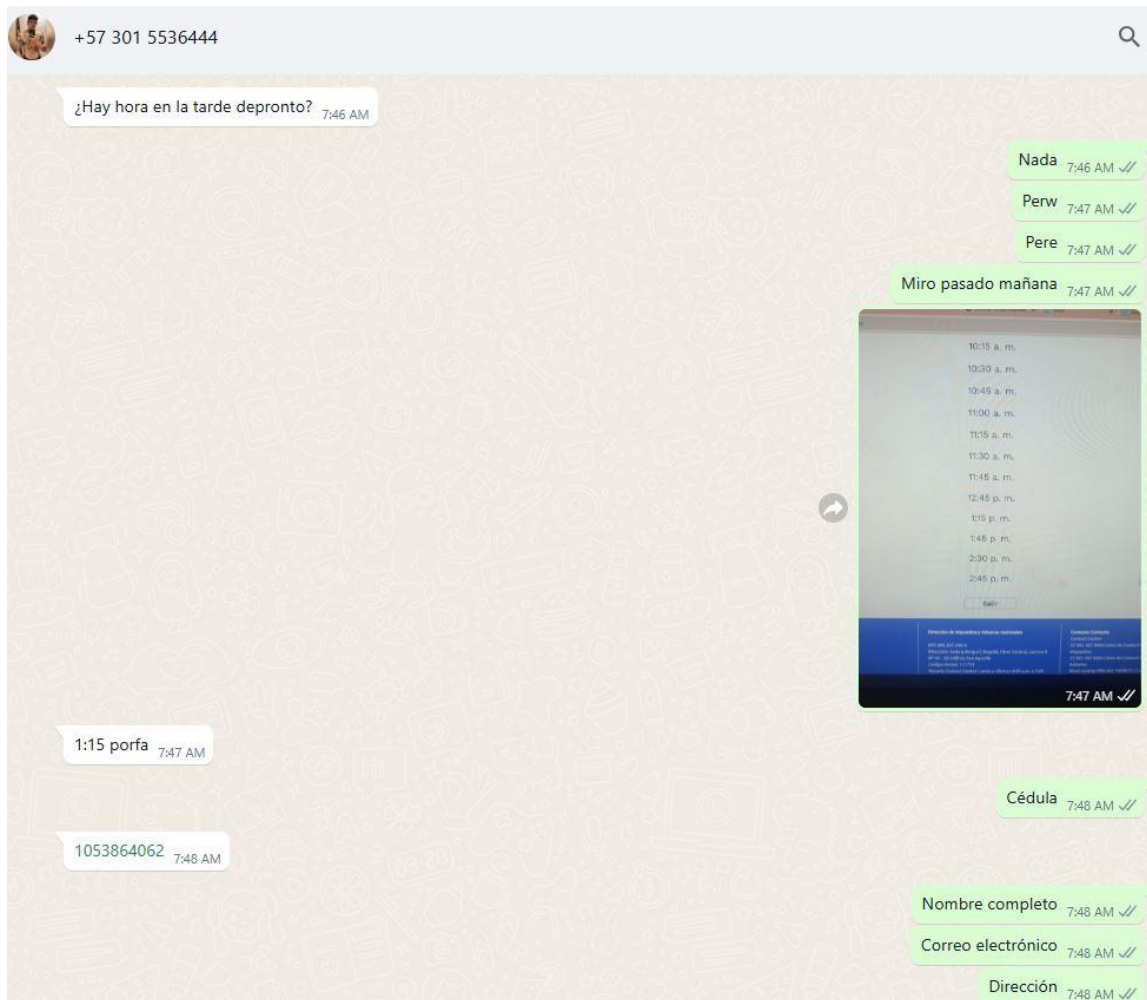 +57 301 5536444
¿Hay hora en la tarde depronto? 7:46 AM
Nada 7:46 AM
Perw 7:47 AM
Pere 7:47 AM
Miro pasado mañana 7:47 AM
10:15 a. m.
10:30 a. m.
10:45 a. m.
11:00 a. m.
11:15 a. m.
11:30 a. m.
11:45 a. m.
12:45 p. m.
1:15 p. m.
1:45 p. m.
2:30 p. m.
2:45 p. m.
Salir
7:47 AM
1:15 porfa 7:47 AM
Cédula 7:48 AM
1053864062 7:48 AM
Nombre completo 7:48 AM
Correo electrónico 7:48 AM
Dirección 7:48 AM